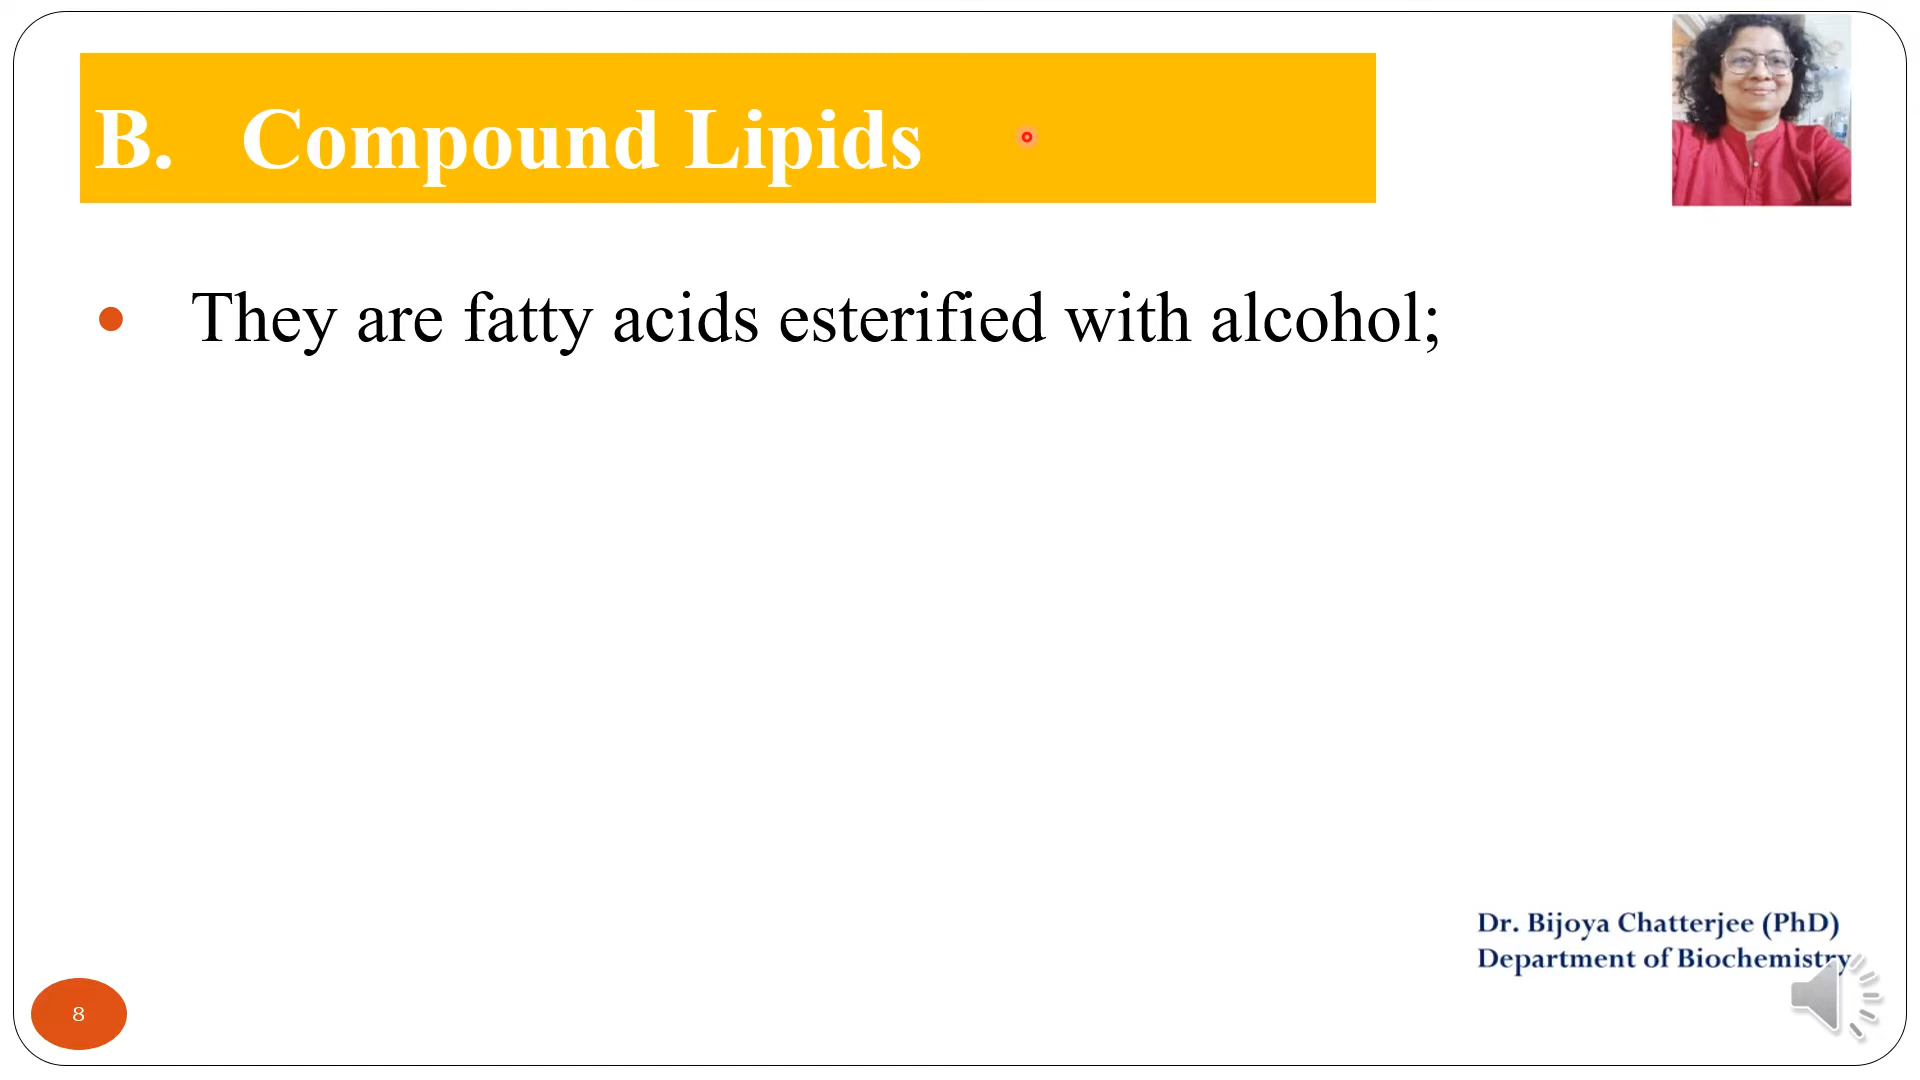 B. Compound Lipids
• They are fatty acids esterified with alcohol;
Dr. Bijoya Chatterjee (PhD)
Department of Biochemistry
8